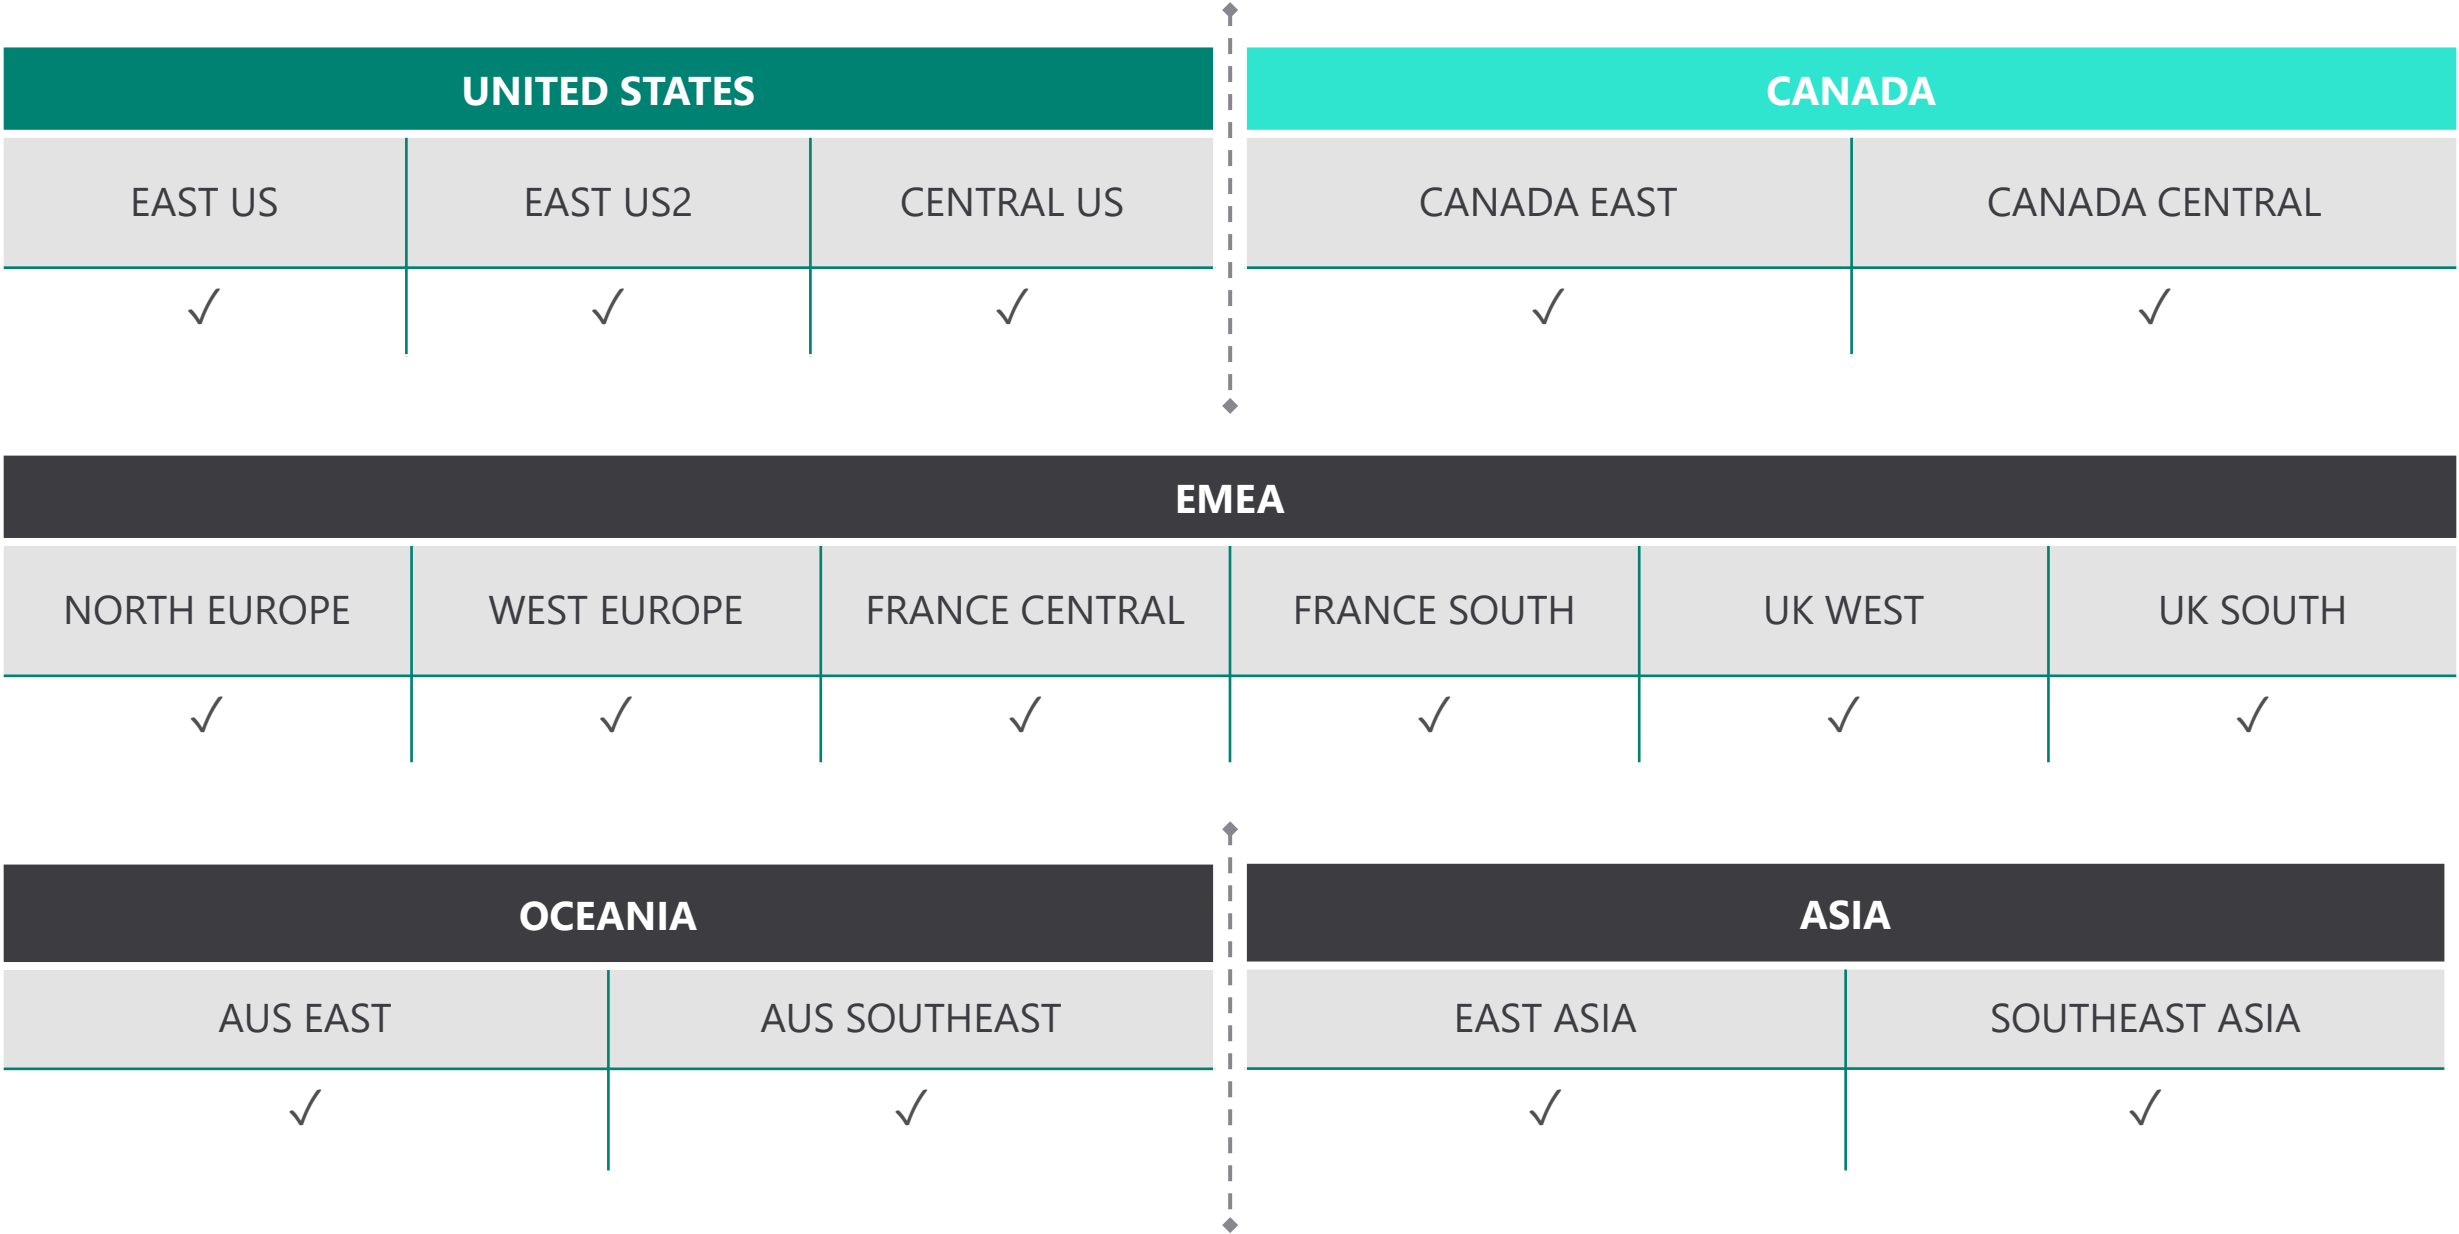 UNITED STATES
CANADA
EAST US
EAST US2
CENTRAL US
CANADA EAST
CANADA CENTRAL
✓
✓
✓
✓
✓
EMEA
NORTH EUROPE
WEST EUROPE
FRANCE CENTRAL
FRANCE SOUTH
UK WEST
UK SOUTH
✓
✓
✓
✓
✓
✓
OCEANIA
ASIA
AUS EAST
AUS SOUTHEAST
EAST ASIA
SOUTHEAST ASIA
✓
✓
✓
✓